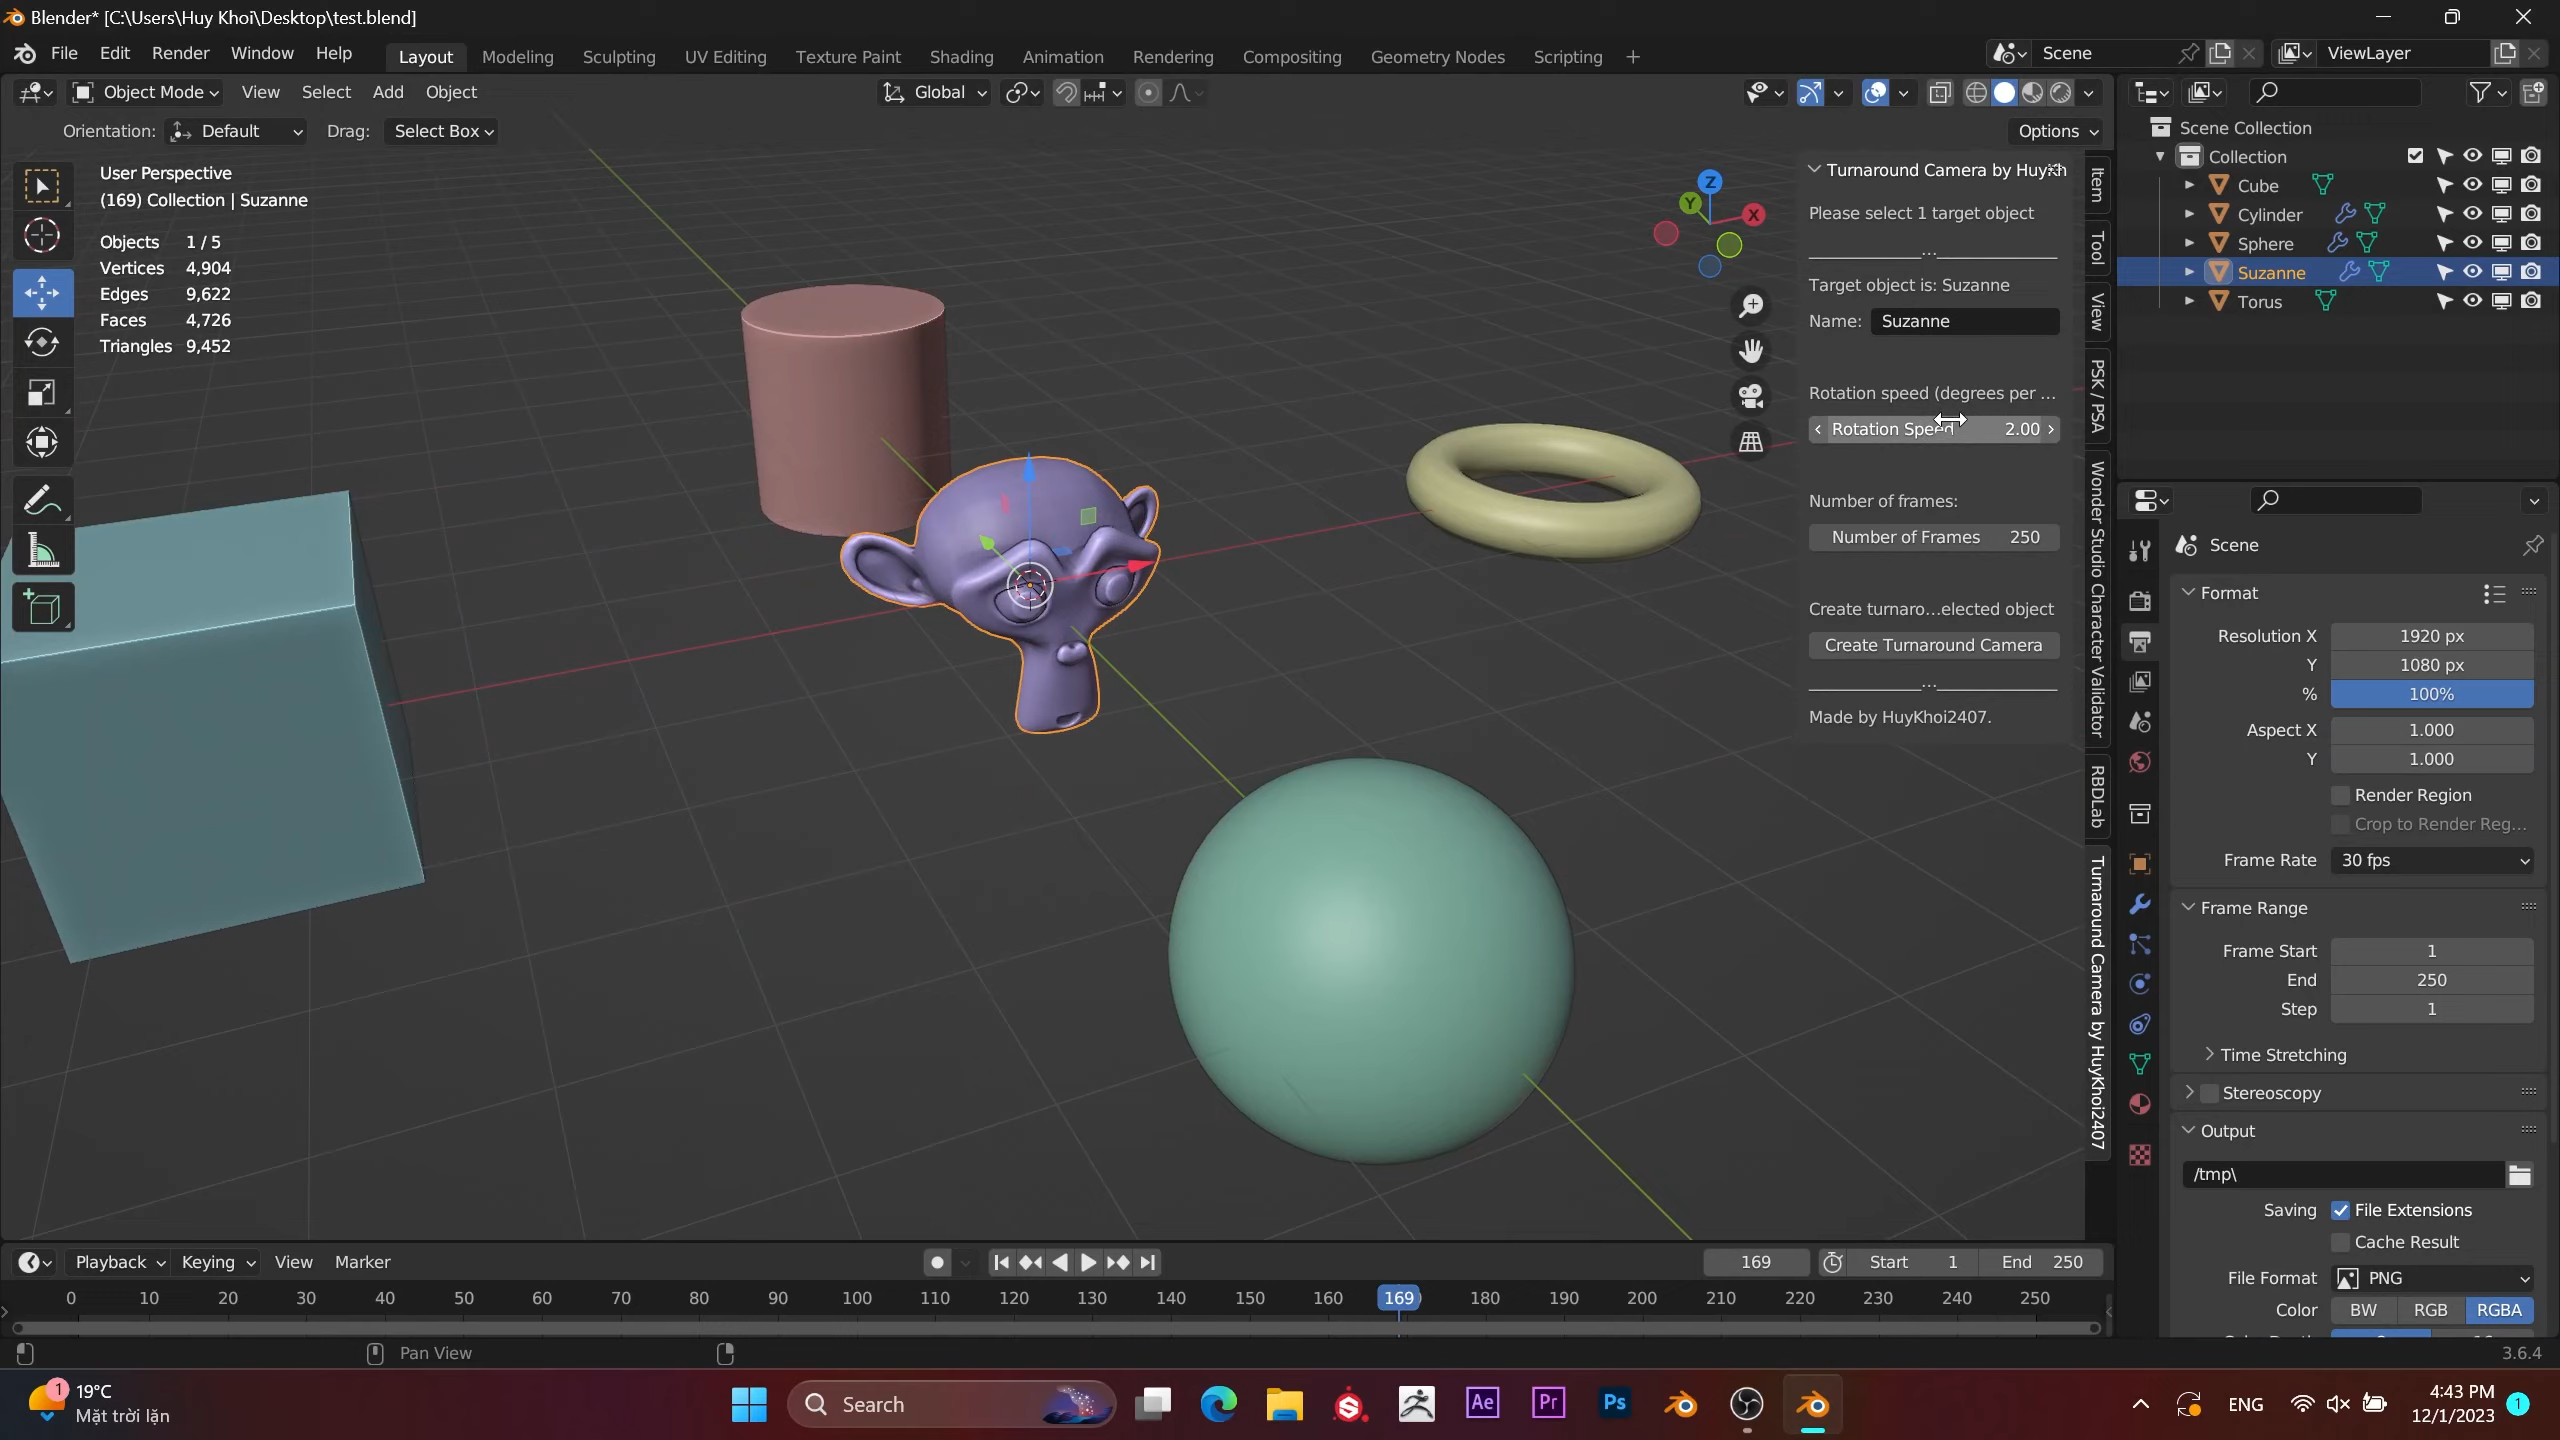 Blender* [C:\Users\Huy Khoi\Desktop\test.blend]
File Edit Render Window Help Layout Modeling Sculpting UV Editing Texture Paint Shading Animation Rendering Compositing Geometry Nodes Scripting + Scene ViewLayer
Object Mode View Select Add Object Global
Orientation: Default Drag: Select Box Options
User Perspective
(169) Collection | Suzanne
Objects 1 / 5
Vertices 4,904
Edges 9,622
Faces 4,726
Triangles 9,452
Z
Y
X
Turnaround Camera by HuyKh
Please select 1 target object
...
Target object is: Suzanne
Name: Suzanne
Rotation speed (degrees per ...
Rotation Speed 2.00
Number of frames:
Number of Frames 250
Create turnaro...elected object
Create Turnaround Camera
...
Made by HuyKhoi2407.
Item
Tool
View
PSK / PSA
Wonder Studio Character Validator
RBDLab
Turnaround Camera by HuyKhoi2407
Scene Collection
Collection
Cube
Cylinder
Sphere
Suzanne
Torus
Scene
Format
Resolution X 1920 px
Y 1080 px
% 100%
Aspect X 1.000
Y 1.000
Render Region
Crop to Render Reg...
Frame Rate 30 fps
Frame Range
Frame Start 1
End 250
Step 1
Time Stretching
Stereoscopy
Output
/tmp\
Saving File Extensions
Cache Result
File Format PNG
Color BW RGB RGBA
Playback Keying View Marker 169 Start 1 End 250
0 10 20 30 40 50 60 70 80 90 100 110 120 130 140 150 160 169 180 190 200 210 220 230 240 250
Pan View
3.6.4
1
19°C
Mặt trời lặn
Search
Ae
Pr
Ps
ENG
4:43 PM
12/1/2023
1